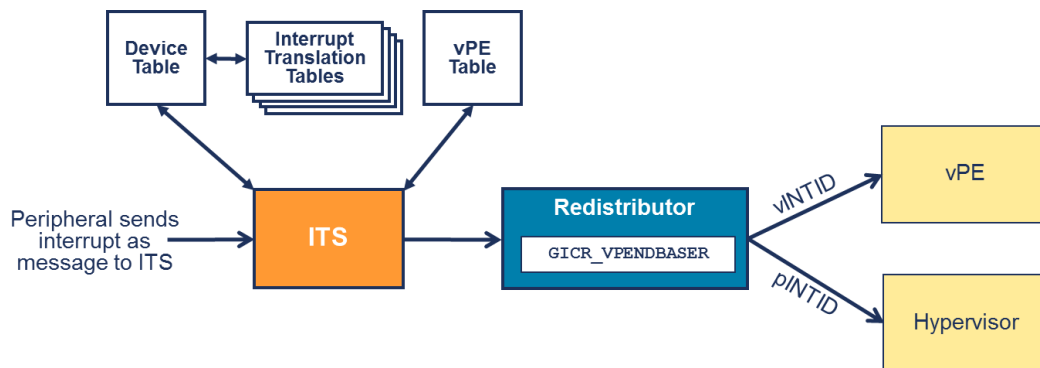 Device
Table
Interrupt
Translation
Tables
vPE
Table
Peripheral sends
interrupt as
message to ITS
ITS
Redistributor
GICR_VPENDBASER
vINTID
pINTID
vPE
Hypervisor